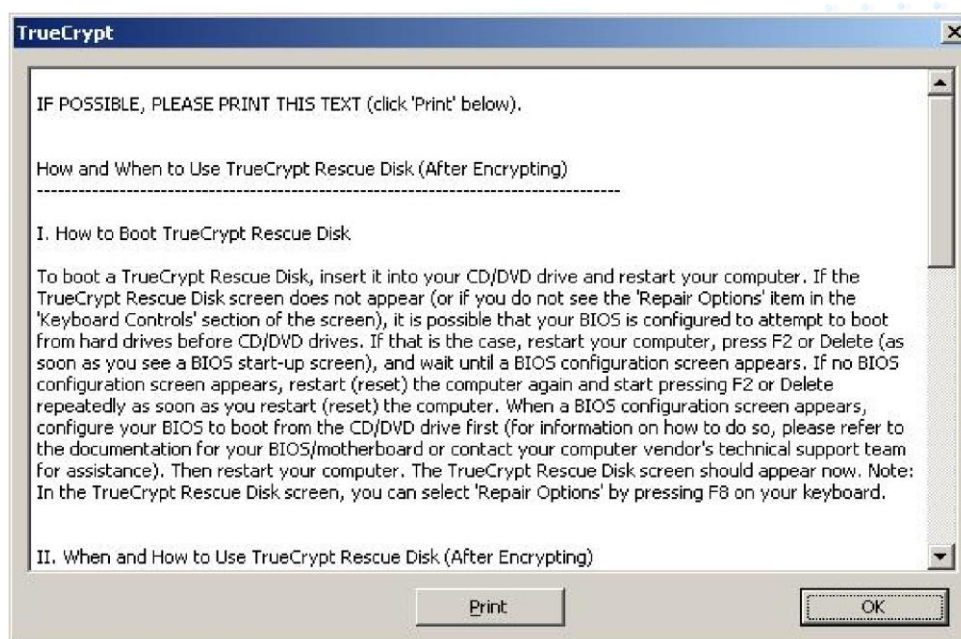 TrueCrypt
IF POSSIBLE, PLEASE PRINT THIS TEXT (click 'Print' below).
How and When to Use TrueCrypt Rescue Disk (After Encrypting)
-------------------------------------------------------------------------------------
I. How to Boot TrueCrypt Rescue Disk
To boot a TrueCrypt Rescue Disk, insert it into your CD/DVD drive and restart your computer. If the
TrueCrypt Rescue Disk screen does not appear (or if you do not see the 'Repair Options' item in the
'Keyboard Controls' section of the screen), it is possible that your BIOS is configured to attempt to boot
from hard drives before CD/DVD drives. If that is the case, restart your computer, press F2 or Delete (as
soon as you see a BIOS start-up screen), and wait until a BIOS configuration screen appears. If no BIOS
configuration screen appears, restart (reset) the computer again and start pressing F2 or Delete
repeatedly as soon as you restart (reset) the computer. When a BIOS configuration screen appears,
configure your BIOS to boot from the CD/DVD drive first (for information on how to do so, please refer to
the documentation for your BIOS/motherboard or contact your computer vendor's technical support team
for assistance). Then restart your computer. The TrueCrypt Rescue Disk screen should appear now. Note:
In the TrueCrypt Rescue Disk screen, you can select 'Repair Options' by pressing F8 on your keyboard.
II. When and How to Use TrueCrypt Rescue Disk (After Encrypting)
Print
OK